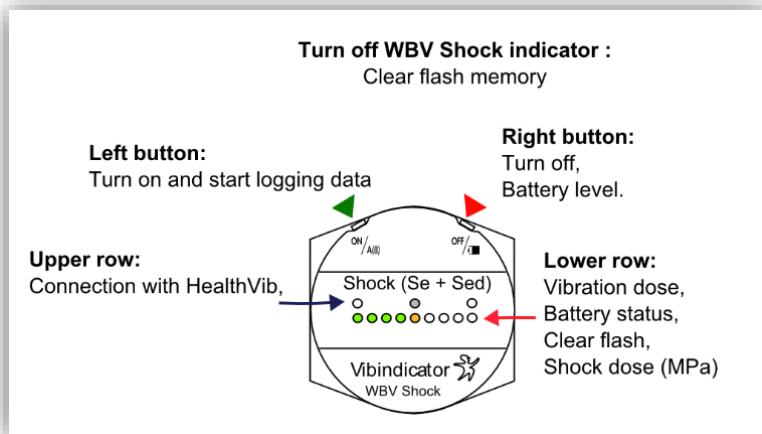 Turn off WBV Shock indicator :
Clear flash memory
Left button:
Turn on and start logging data
Right button:
Turn off,
Battery level.
ON/A(8)
OFF/
Upper row:
Connection with HealthVib,
Shock (Se + Sed)
Lower row:
Vibration dose,
Battery status,
Clear flash,
Shock dose (MPa)
Vibindicator
WBV Shock